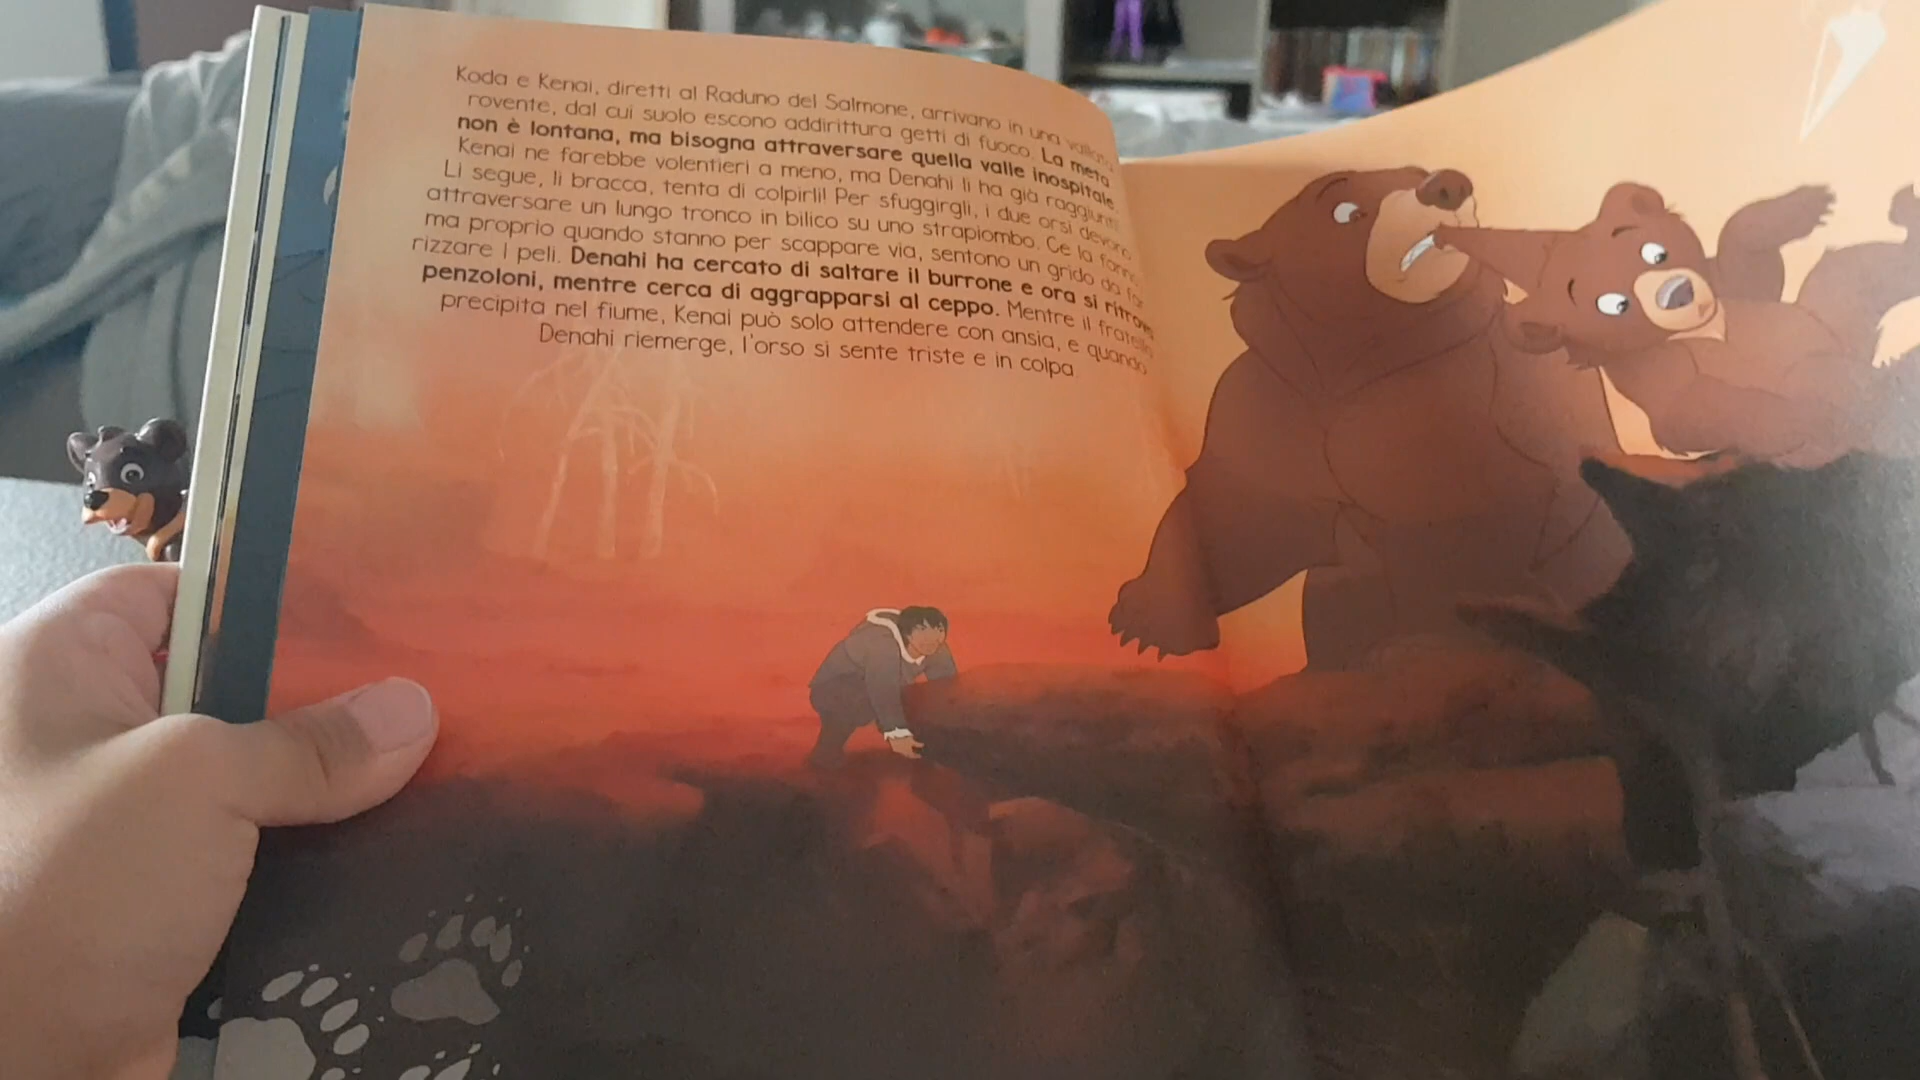 Koda e Kenai, diretti al Raduno del Salmone, arrivano in una vallata
rovente, dal cui suolo escono addirittura getti di fuoco. La meta
non è lontana, ma bisogna attraversare quella valle inospitale.
Kenai ne farebbe volentieri a meno, ma Denahi li ha già raggiunti.
Li segue, li bracca, tenta di colpirli! Per sfuggirgli, i due orsi devono
attraversare un lungo tronco in bilico su uno strapiombo. Ce la fanno,
ma proprio quando stanno per scappare via, sentono un grido da far
rizzare I peli. Denahi ha cercato di saltare il burrone e ora si ritrova
penzoloni, mentre cerca di aggrapparsi al ceppo. Mentre il fratello
precipita nel fiume, Kenai può solo attendere con ansia, e quando
Denahi riemerge, l'orso si sente triste e in colpa.